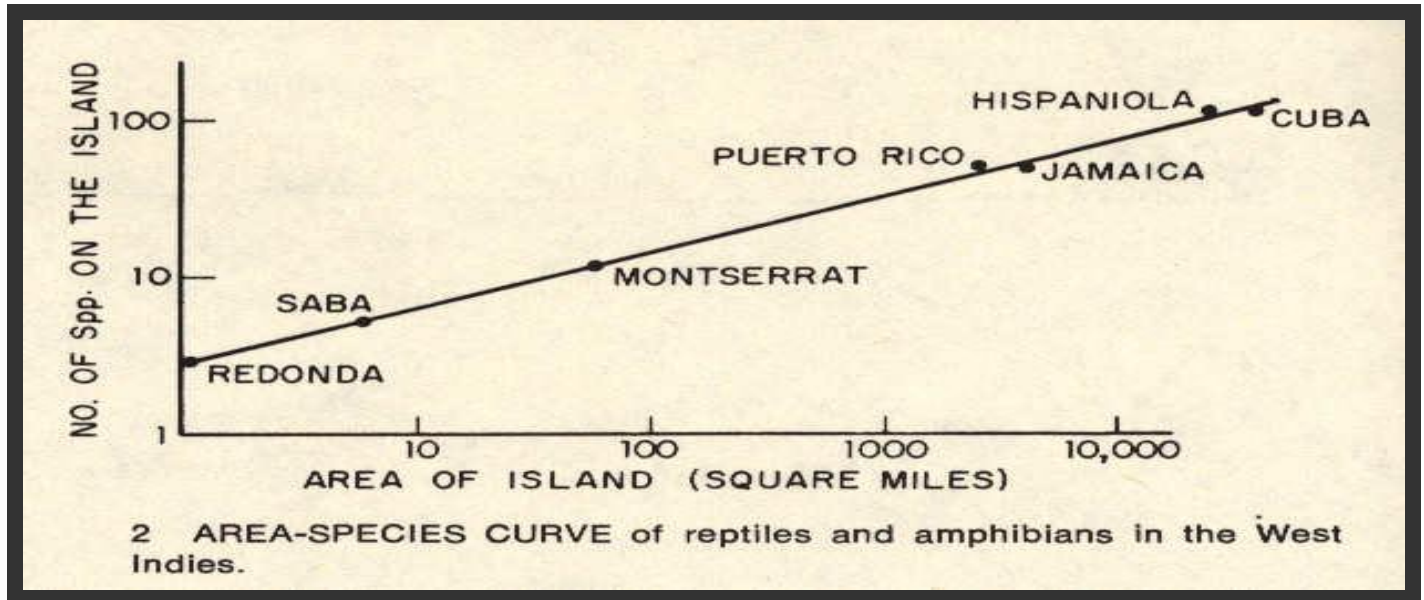 NO. OF Spp. ON THE ISLAND
100
10
1
HISPANIOLA
CUBA
PUERTO RICO
JAMAICA
MONTSERRAT
SABA
REDONDA
10 100 1000 10,000
AREA OF ISLAND (SQUARE MILES)
2 AREA-SPECIES CURVE of reptiles and amphibians in the West
Indies.